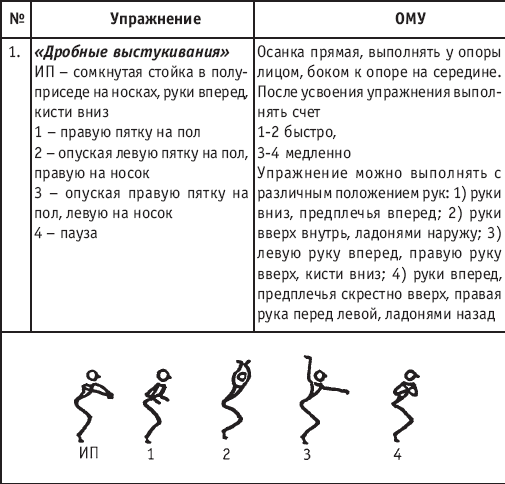 № Упражнение ОМУ
1. «Дробные выстукивания»
ИП – сомкнутая стойка в полу-
приседе на носках, руки вперед,
кисти вниз
1 – правую пятку на пол
2 – опуская левую пятку на пол,
правую на носок
3 – опуская правую пятку на
пол, левую на носок
4 – пауза
Осанка прямая, выполнять у опоры
лицом, боком к опоре на середине.
После усвоения упражнения выпол-
нять счет
1-2 быстро,
3-4 медленно
Упражнение можно выполнять с
различным положением рук: 1) руки
вниз, предплечья вперед; 2) руки
вверх внутрь, ладонями наружу; 3)
левую руку вперед, правую руку
вверх, кисти вниз; 4) руки вперед,
предплечья скрестно вверх, правая
рука перед левой, ладонями назад
ИП 1 2 3 4